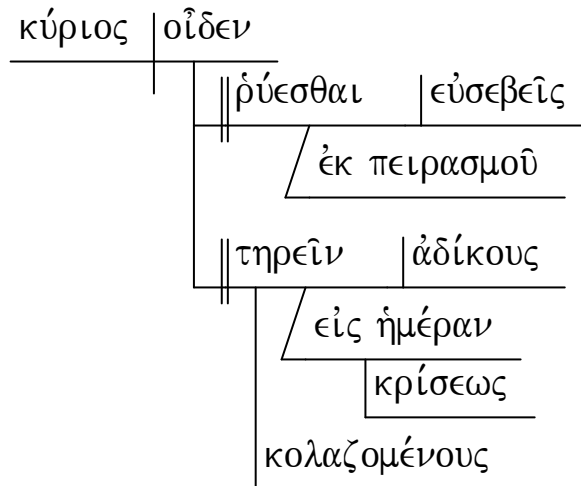 κύριος οἶδεν
ῥύεσθαι εὐσεβεῖς
ἐκ πειρασμοῦ
τηρεῖν ἀδίκους
εἰς ἡμέραν
κρίσεως
κολαζομένους